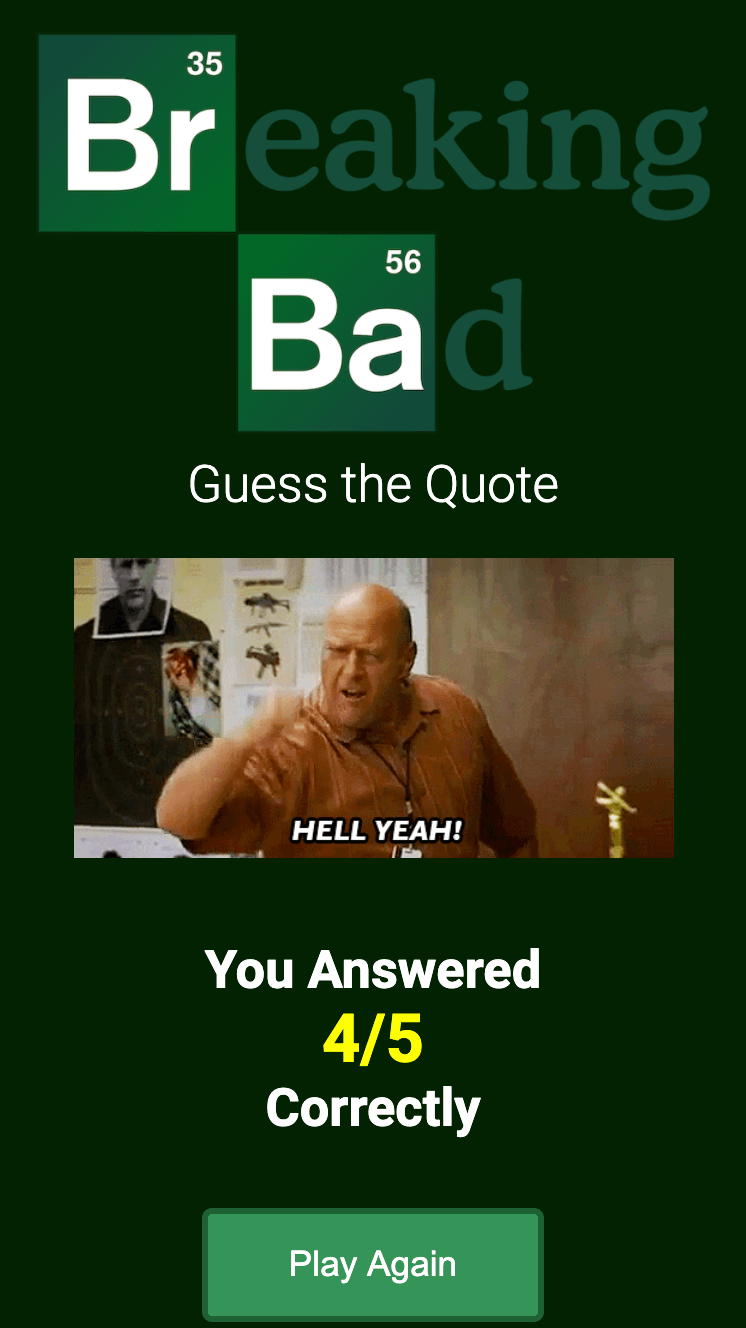 35
Breaking
56
Bad
Guess the Quote
HELL YEAH!
You Answered
4/5
Correctly
Play Again